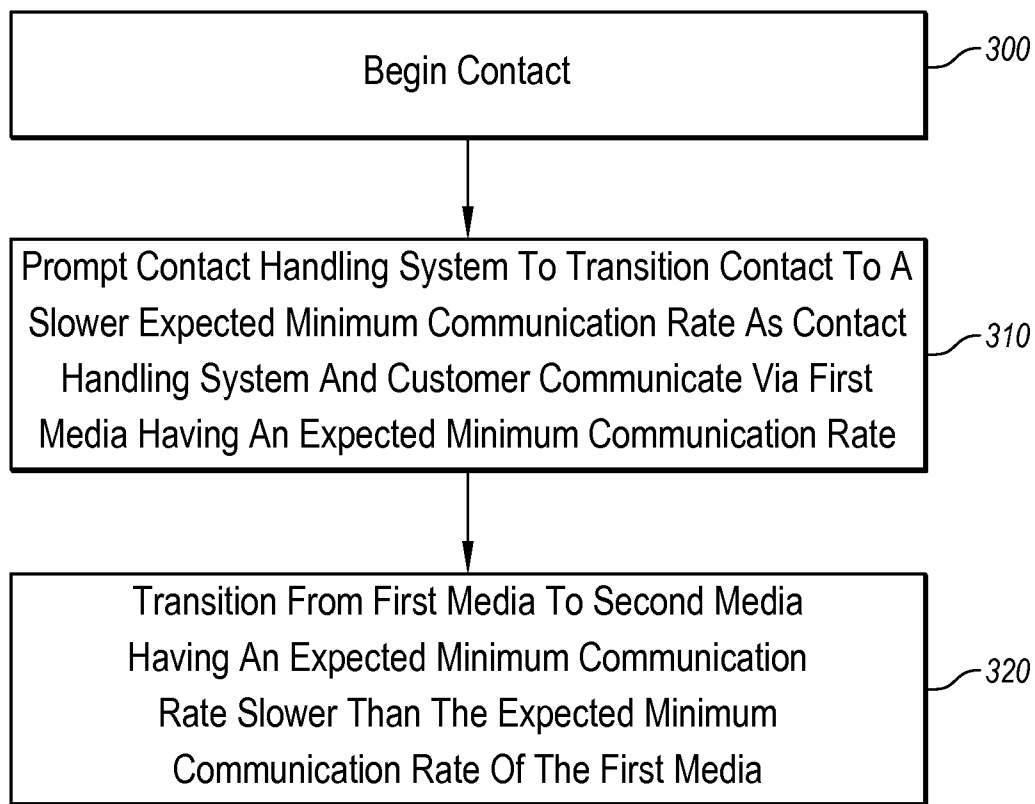 Begin Contact
300
Prompt Contact Handling System To Transition Contact To A
Slower Expected Minimum Communication Rate As Contact
Handling System And Customer Communicate Via First
Media Having An Expected Minimum Communication Rate
310
Transition From First Media To Second Media
Having An Expected Minimum Communication
Rate Slower Than The Expected Minimum
Communication Rate Of The First Media
320